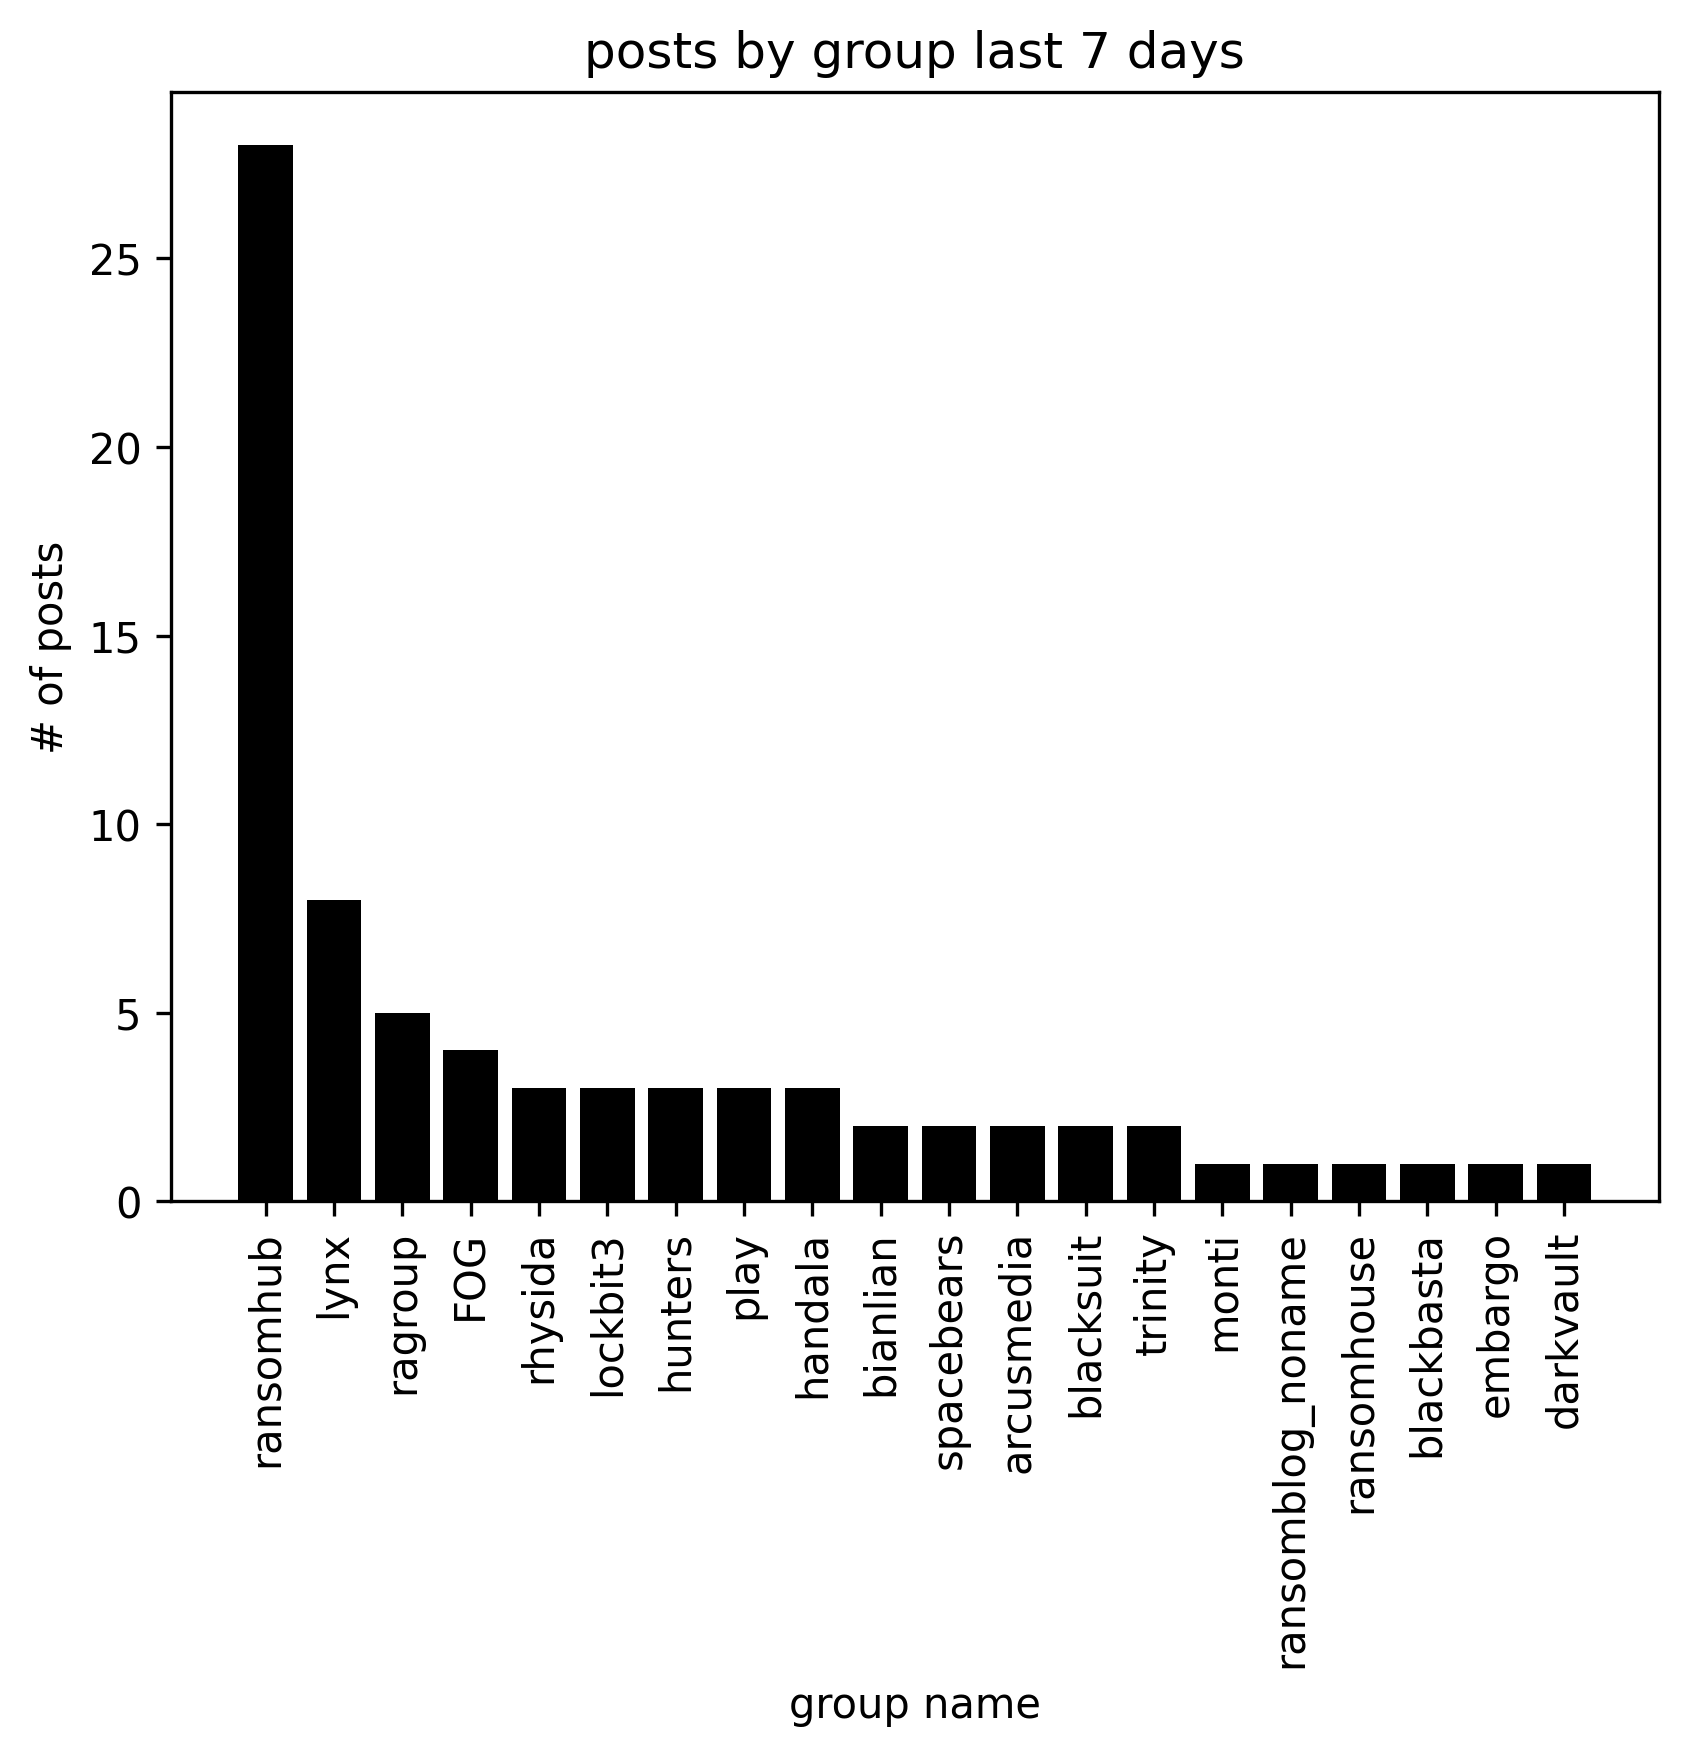 posts by group last 7 days
# of posts
25
20
15
10
5
0
ransomhub
lynx
ragroup
FOG
rhysida
lockbit3
hunters
play
handala
bianlian
spacebears
arcusmedia
blacksuit
trinity
monti
ransomblog_noname
ransomhouse
blackbasta
embargo
darkvault
group name